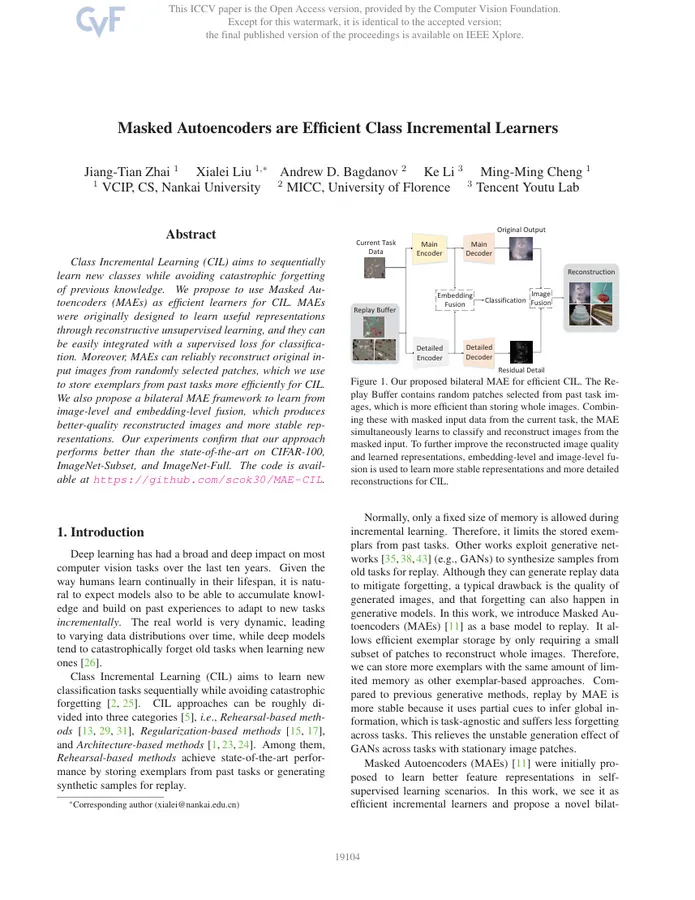 CVF
This ICCV paper is the Open Access version, provided by the Computer Vision Foundation.
Except for this watermark, it is identical to the accepted version;
the final published version of the proceedings is available on IEEE Xplore.
Masked Autoencoders are Efficient Class Incremental Learners
Jiang-Tian Zhai 1 Xialei Liu 1,* Andrew D. Bagdanov 2 Ke Li 3 Ming-Ming Cheng 1
1 VCIP, CS, Nankai University 2 MICC, University of Florence 3 Tencent Youtu Lab
Abstract
Class Incremental Learning (CIL) aims to sequentially
learn new classes while avoiding catastrophic forgetting
of previous knowledge. We propose to use Masked Au-
toencoders (MAEs) as efficient learners for CIL. MAEs
were originally designed to learn useful representations
through reconstructive unsupervised learning, and they can
be easily integrated with a supervised loss for classifica-
tion. Moreover, MAEs can reliably reconstruct original in-
put images from randomly selected patches, which we use
to store exemplars from past tasks more efficiently for CIL.
We also propose a bilateral MAE framework to learn from
image-level and embedding-level fusion, which produces
better-quality reconstructed images and more stable rep-
resentations. Our experiments confirm that our approach
performs better than the state-of-the-art on CIFAR-100,
ImageNet-Subset, and ImageNet-Full. The code is avail-
able at https://github.com/scok30/MAE-CIL.
1. Introduction
Deep learning has had a broad and deep impact on most
computer vision tasks over the last ten years. Given the
way humans learn continually in their lifespan, it is natu-
ral to expect models also to be able to accumulate knowl-
edge and build on past experiences to adapt to new tasks
incrementally. The real world is very dynamic, leading
to varying data distributions over time, while deep models
tend to catastrophically forget old tasks when learning new
ones [26].
Class Incremental Learning (CIL) aims to learn new
classification tasks sequentially while avoiding catastrophic
forgetting [2, 25]. CIL approaches can be roughly di-
vided into three categories [5], i.e., Rehearsal-based meth-
ods [13, 29, 31], Regularization-based methods [15, 17],
and Architecture-based methods [1, 23, 24]. Among them,
Rehearsal-based methods achieve state-of-the-art perfor-
mance by storing exemplars from past tasks or generating
synthetic samples for replay.
*Corresponding author (xialei@nankai.edu.cn)
Original Output
Current Task
Data
Main
Encoder
Main
Decoder
Reconstruction
Replay Buffer
Embedding
Fusion
Classification
Image
Fusion
Detailed
Encoder
Detailed
Decoder
Residual Detail
Figure 1. Our proposed bilateral MAE for efficient CIL. The Re-
play Buffer contains random patches selected from past task im-
ages, which is more efficient than storing whole images. Combin-
ing these with masked input data from the current task, the MAE
simultaneously learns to classify and reconstruct images from the
masked input. To further improve the reconstructed image quality
and learned representations, embedding-level and image-level fu-
sion is used to learn more stable representations and more detailed
reconstructions for CIL.
Normally, only a fixed size of memory is allowed during
incremental learning. Therefore, it limits the stored exem-
plars from past tasks. Other works exploit generative net-
works [35, 38, 43] (e.g., GANs) to synthesize samples from
old tasks for replay. Although they can generate replay data
to mitigate forgetting, a typical drawback is the quality of
generated images, and that forgetting can also happen in
generative models. In this work, we introduce Masked Au-
toencoders (MAEs) [11] as a base model to replay. It al-
lows efficient exemplar storage by only requiring a small
subset of patches to reconstruct whole images. Therefore,
we can store more exemplars with the same amount of lim-
ited memory as other exemplar-based approaches. Com-
pared to previous generative methods, replay by MAE is
more stable because it uses partial cues to infer global in-
formation, which is task-agnostic and suffers less forgetting
across tasks. This relieves the unstable generation effect of
GANs across tasks with stationary image patches.
Masked Autoencoders (MAEs) [11] were initially pro-
posed to learn better feature representations in self-
supervised learning scenarios. In this work, we see it as
efficient incremental learners and propose a novel bilat-
19104